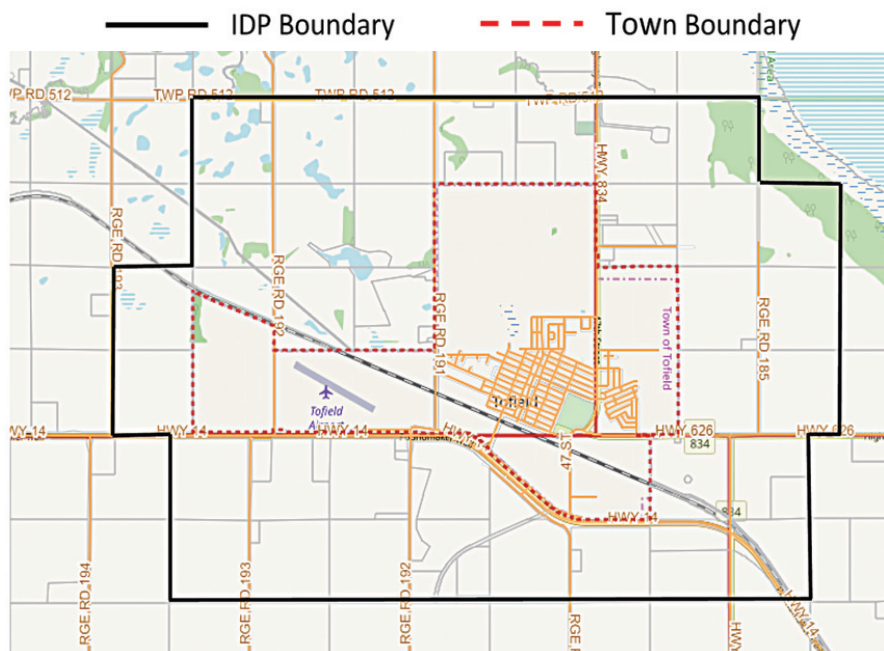 IDP Boundary
Town Boundary
TWP RD 512
TWP RD 512
HWY 834
RGE RD 193
RGE RD 192
RGE RD 191
RGE RD 185
Town of Tofield
Tofield
Tofield
HWY 14
HWY 14
HWY 626
HWY 626
834
47 ST
834
HWY 14
RGE RD 194
RGE RD 193
RGE RD 192
HWY 14